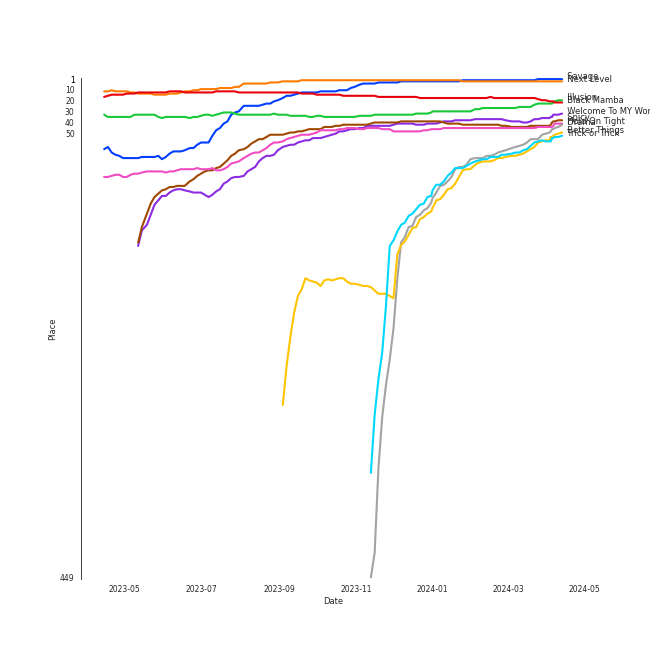 1
1
10
20
30
40
50
449
Place
2023-05
2023-07
2023-09
2023-11
2024-01
2024-03
2024-05
Date
Savage
Next Level
Illusion
Black Mamba
Welcome To MY Wor
Spicy
Hold On Tight
Drama
Better Things
Trick or Trick